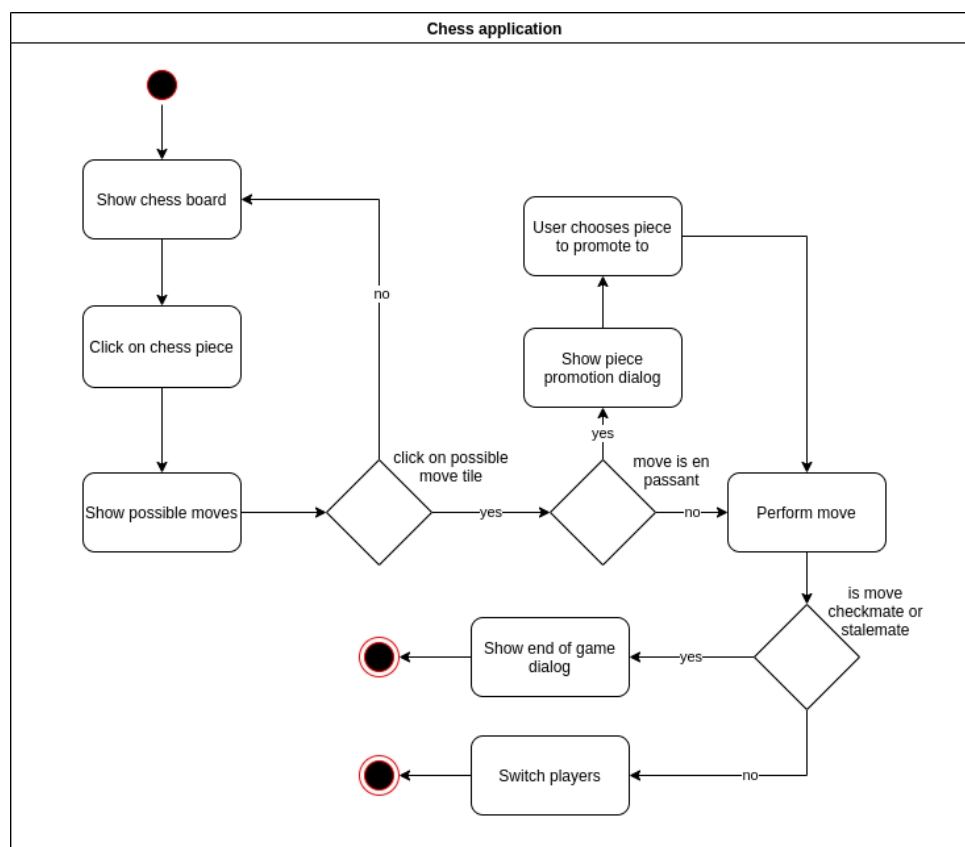 Chess application
Show chess board
Click on chess piece
Show possible moves
no
click on possible
move tile
yes
User chooses piece
to promote to
Show piece
promotion dialog
yes
move is en
passant
no
Perform move
is move
checkmate or
stalemate
yes
Show end of game
dialog
no
Switch players